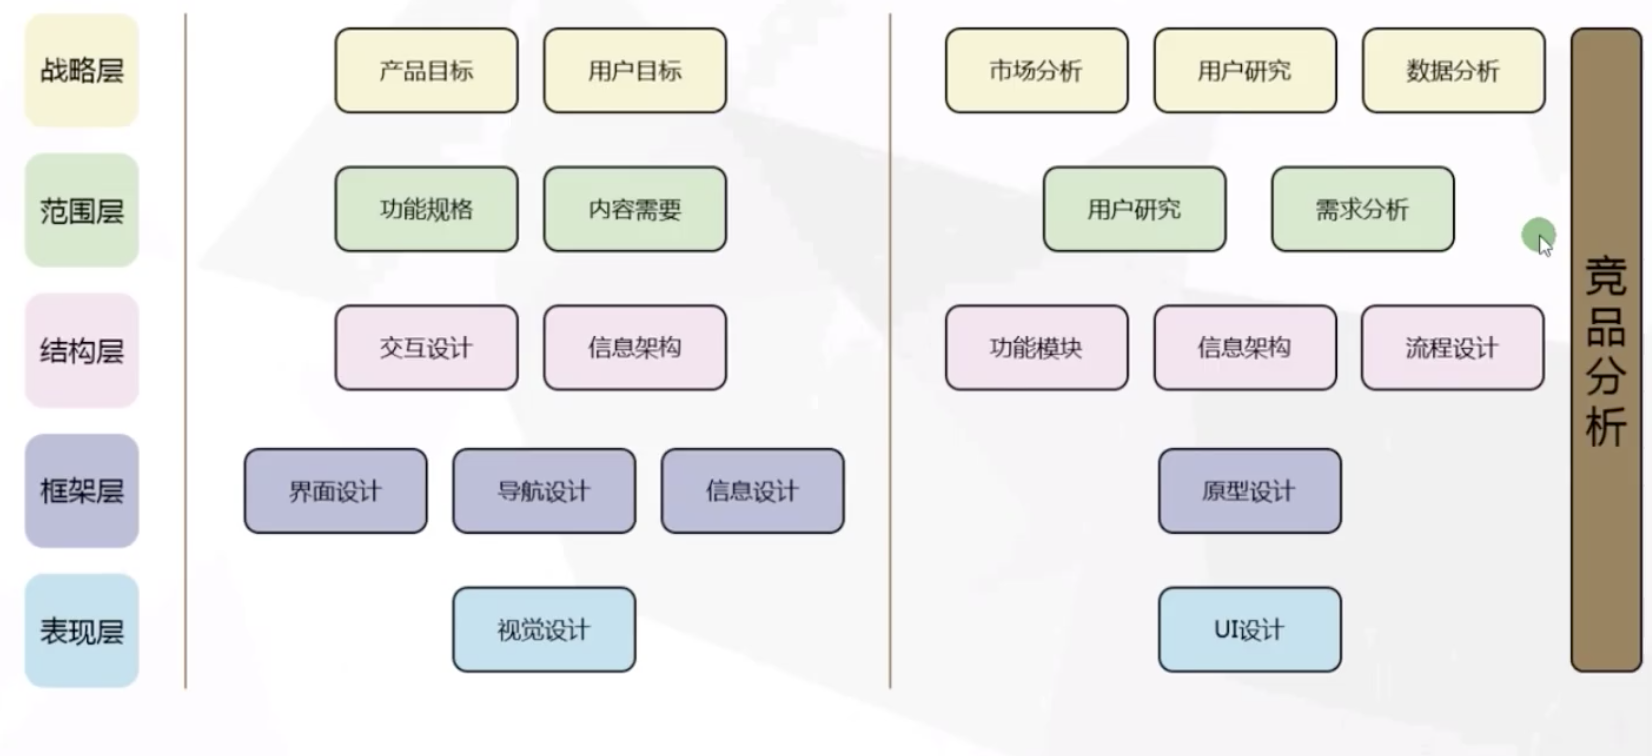 战略层
产品目标
用户目标
市场分析
用户研究
数据分析
范围层
功能规格
内容需要
用户研究
需求分析
结构层
交互设计
信息架构
功能模块
信息架构
流程设计
框架层
界面设计
导航设计
信息设计
原型设计
表现层
视觉设计
UI设计
竞品分析